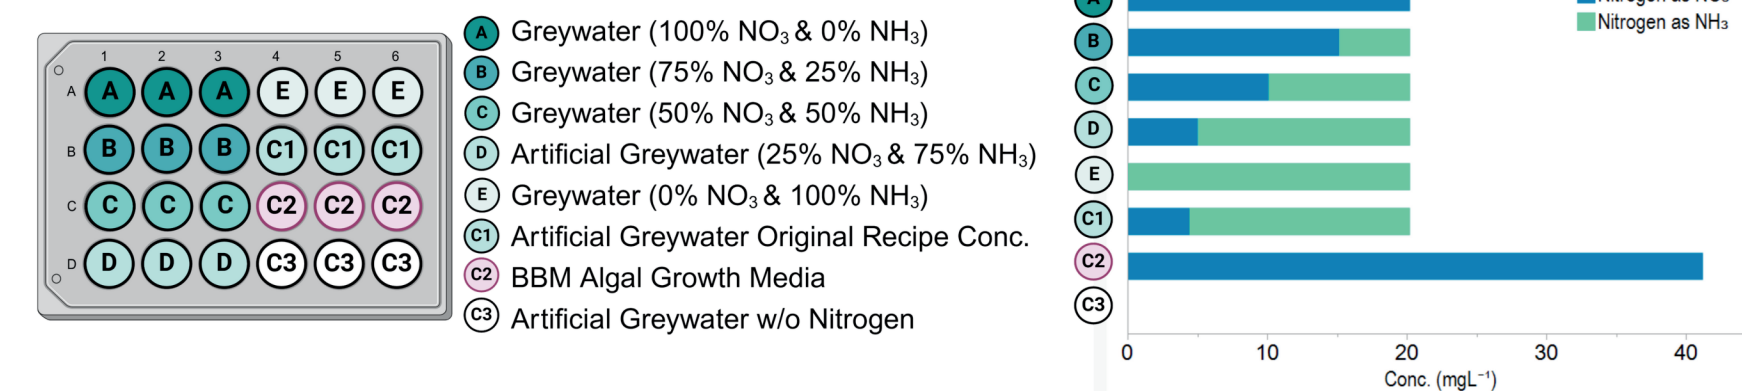 1 2 3 4 5 6
A A A A E E E
B B B B C1 C1 C1
C C C C C2 C2 C2
D D D D C3 C3 C3
A Greywater (100% NO₃ & 0% NH₃)
B Greywater (75% NO₃ & 25% NH₃)
C Greywater (50% NO₃ & 50% NH₃)
D Artificial Greywater (25% NO₃ & 75% NH₃)
E Greywater (0% NO₃ & 100% NH₃)
C1 Artificial Greywater Original Recipe Conc.
C2 BBM Algal Growth Media
C3 Artificial Greywater w/o Nitrogen
A
Nitrogen as NO₃
Nitrogen as NH₃
B
C
D
E
C1
C2
C3
0 10 20 30 40
Conc. (mgL⁻¹)